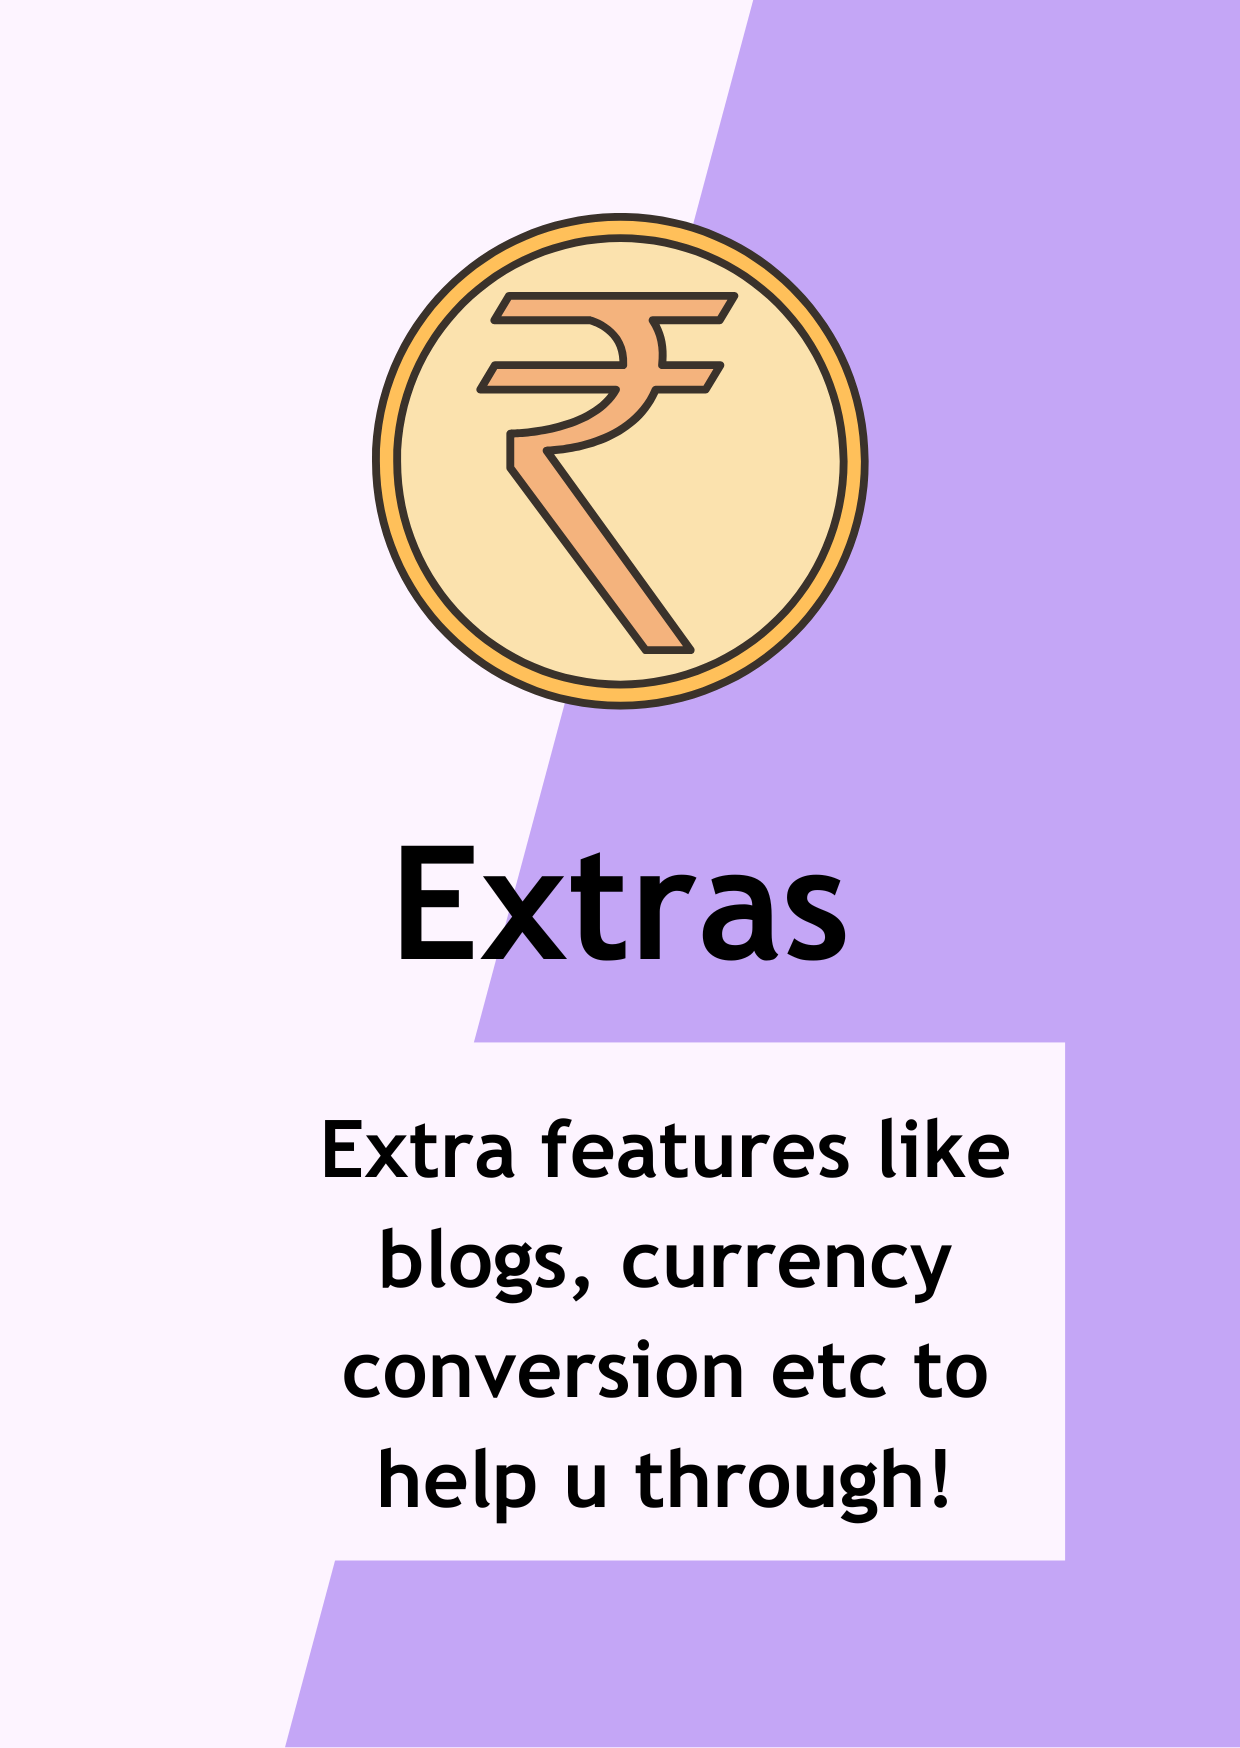 ₹
Extras
Extra features like
blogs, currency
conversion etc to
help u through!